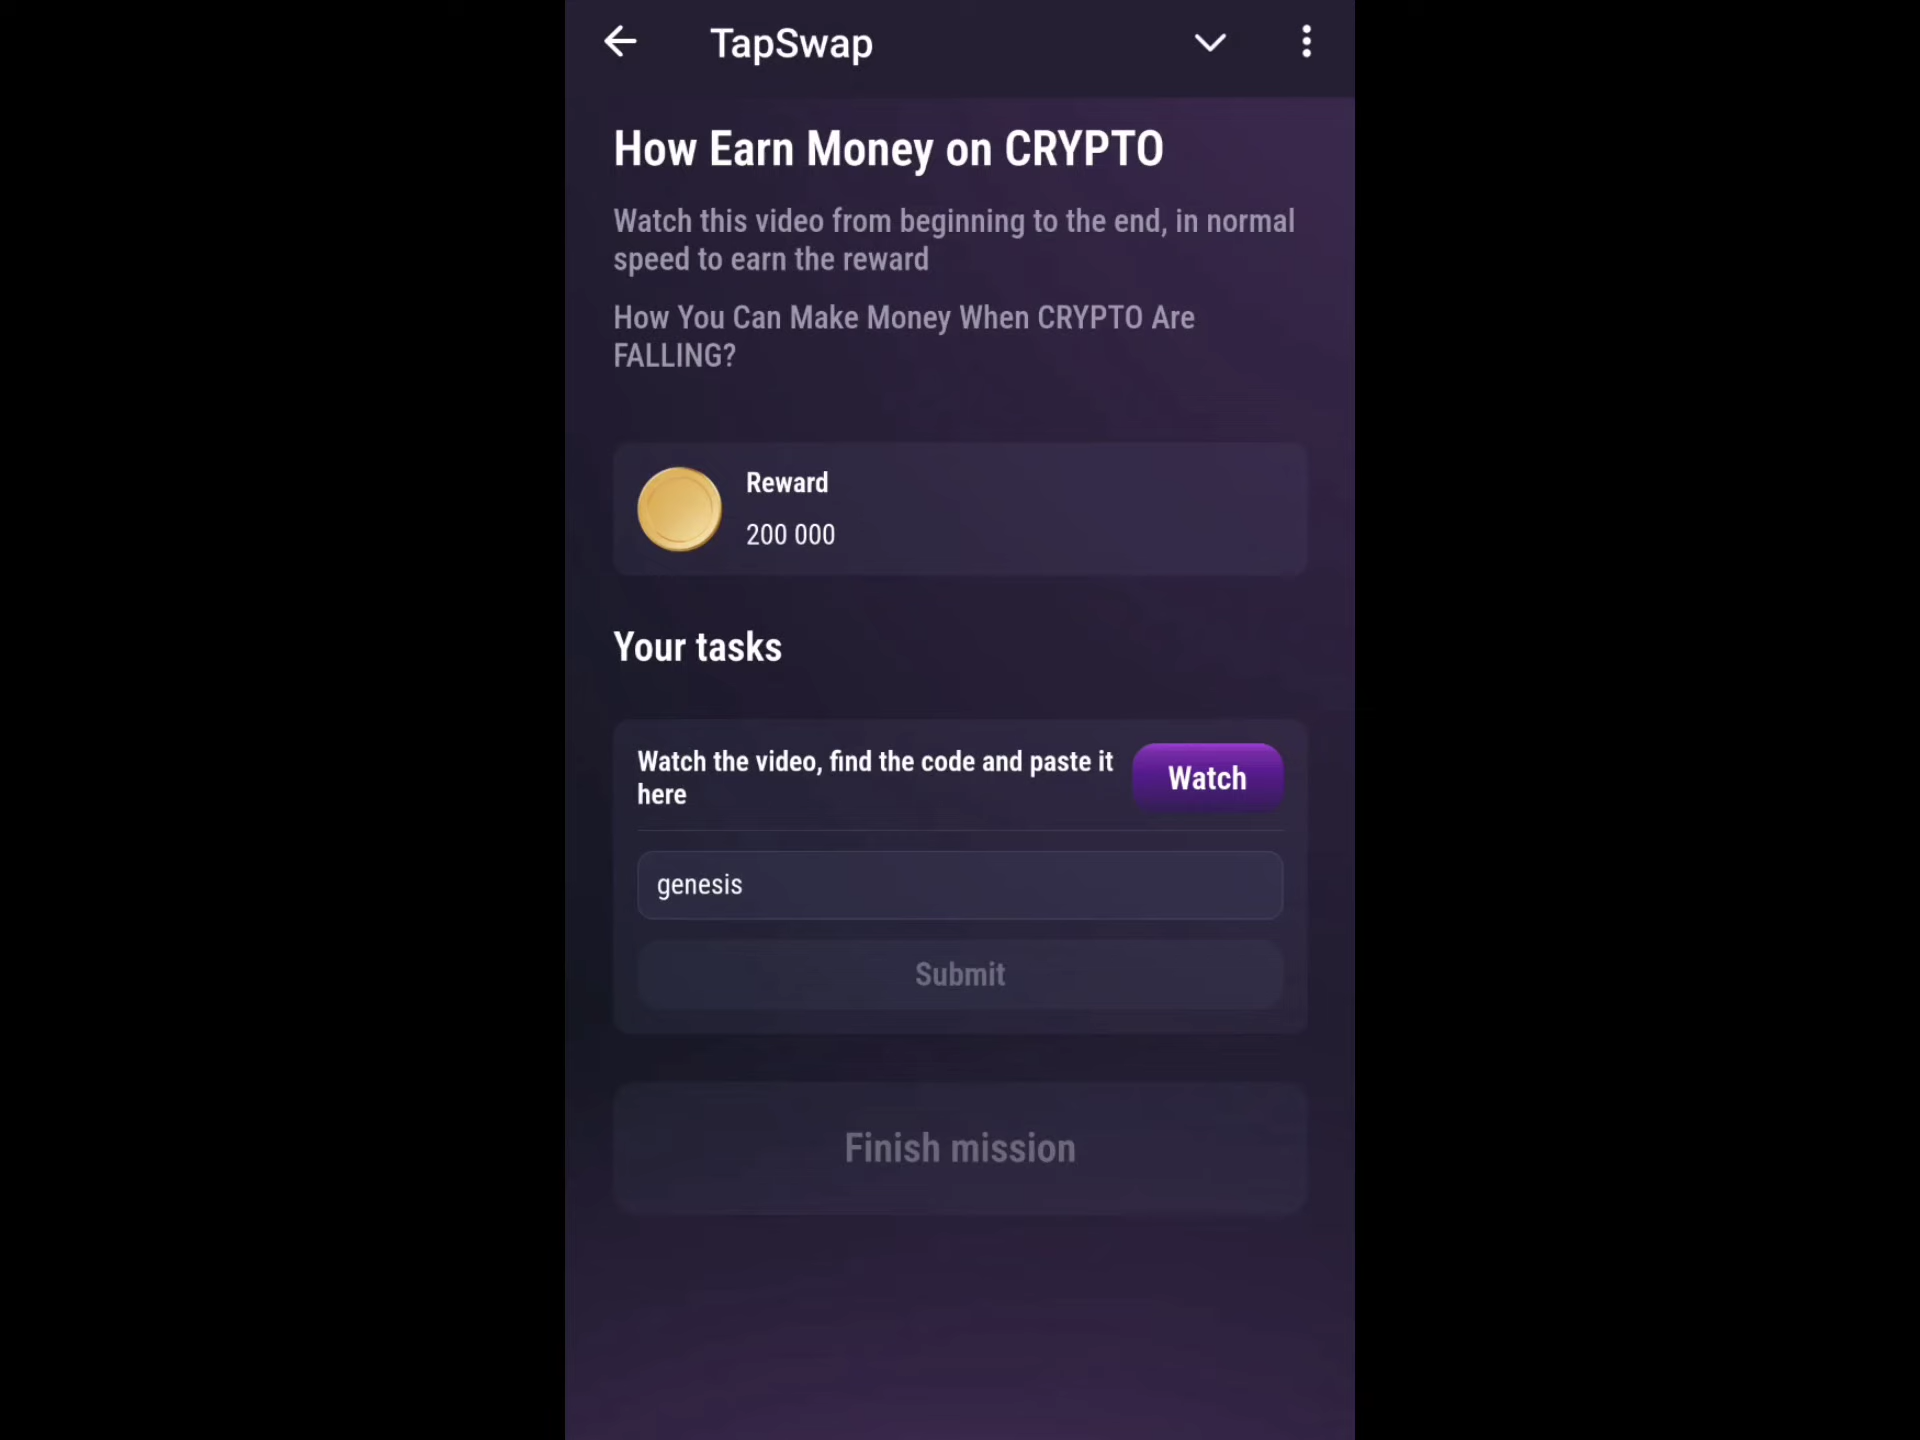 TapSwap
How Earn Money on CRYPTO
Watch this video from beginning to the end, in normal
speed to earn the reward
How You Can Make Money When CRYPTO Are
FALLING?
Reward
200 000
Your tasks
Watch the video, find the code and paste it
here
Watch
genesis
Submit
Finish mission